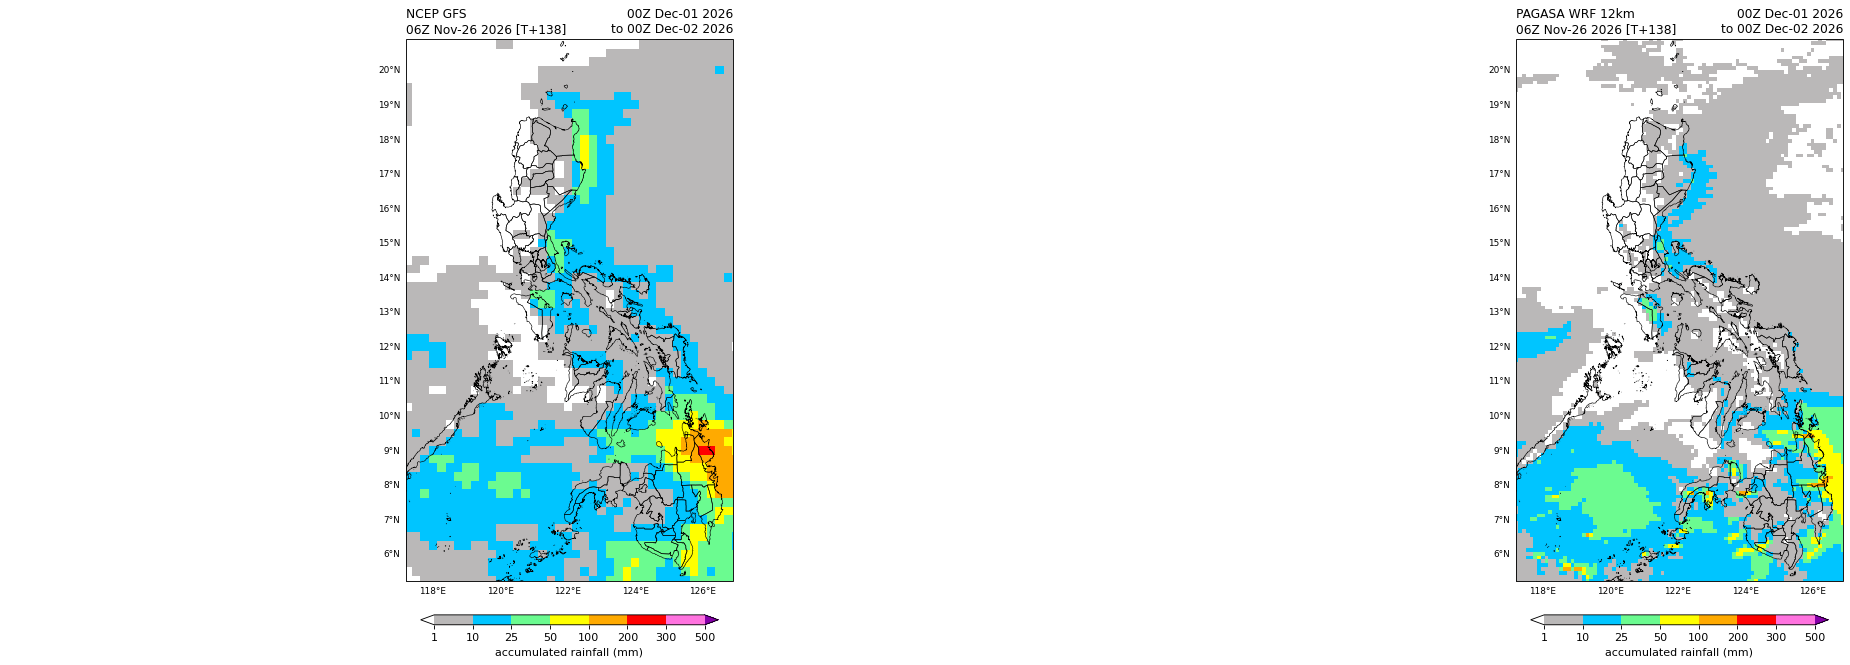 NCEP GFS 00Z Dec-01 2026
06Z Nov-26 2026 [T+138] to 00Z Dec-02 2026
20°N
19°N
18°N
17°N
16°N
15°N
14°N
13°N
12°N
11°N
10°N
9°N
8°N
7°N
6°N
118°E 120°E 122°E 124°E 126°E
1 10 25 50 100 200 300 500
accumulated rainfall (mm)
PAGASA WRF 12km 00Z Dec-01 2026
06Z Nov-26 2026 [T+138] to 00Z Dec-02 2026
20°N
19°N
18°N
17°N
16°N
15°N
14°N
13°N
12°N
11°N
10°N
9°N
8°N
7°N
6°N
118°E 120°E 122°E 124°E 126°E
1 10 25 50 100 200 300 500
accumulated rainfall (mm)